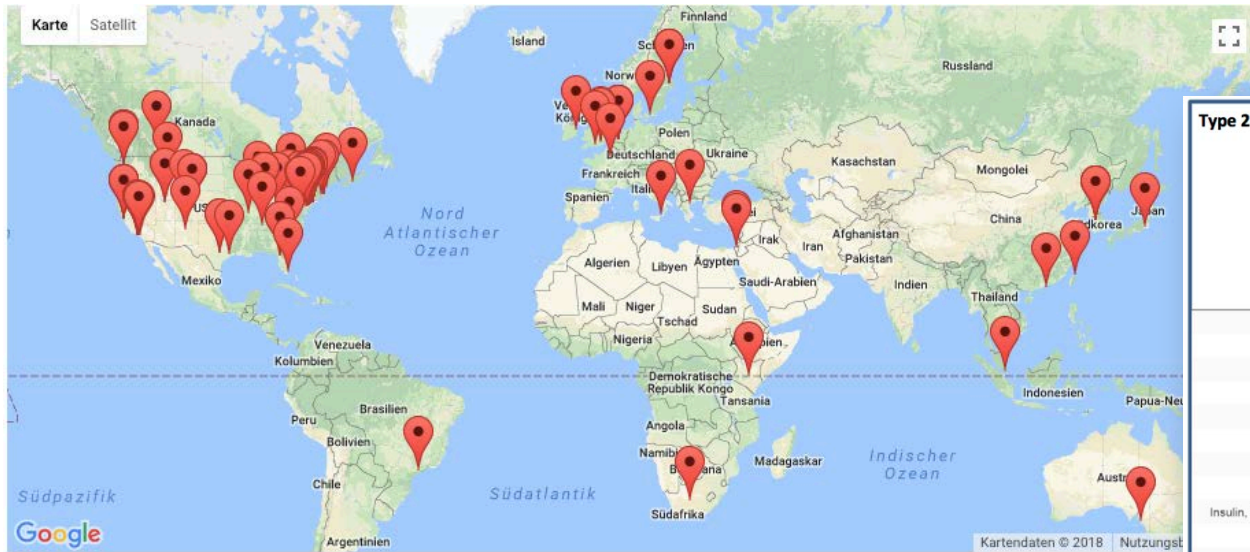 Karte Satellit
Finnland
Island
Russland
Norw
Kanada
Polen
Ukraine
Deutschland
Kasachstan
Mongolei
Frankreich
Spanien
Nord
Atlantischer
Ozean
China
Japan
dkorea
Irak
Iran
Afghanistan
Pakistan
Algerien
Libyen
Ägypten
Saudi-Arabien
Indien
Mexiko
Mali
Niger
Sudan
Tschad
Thailand
Nigeria
Venezuela
Kolumbien
Demokratische
Republik Kongo
Tansania
Indonesien
Papua-Neu
Brasilien
Peru
Angola
Bolivien
Namibi
Madagaskar
Indischer
Ozean
Chile
Südpazifik
Südatlantik
Südafrika
Argentinien
Google
Kartendaten © 2018
Nutzungsb
Type 2
Insulin,